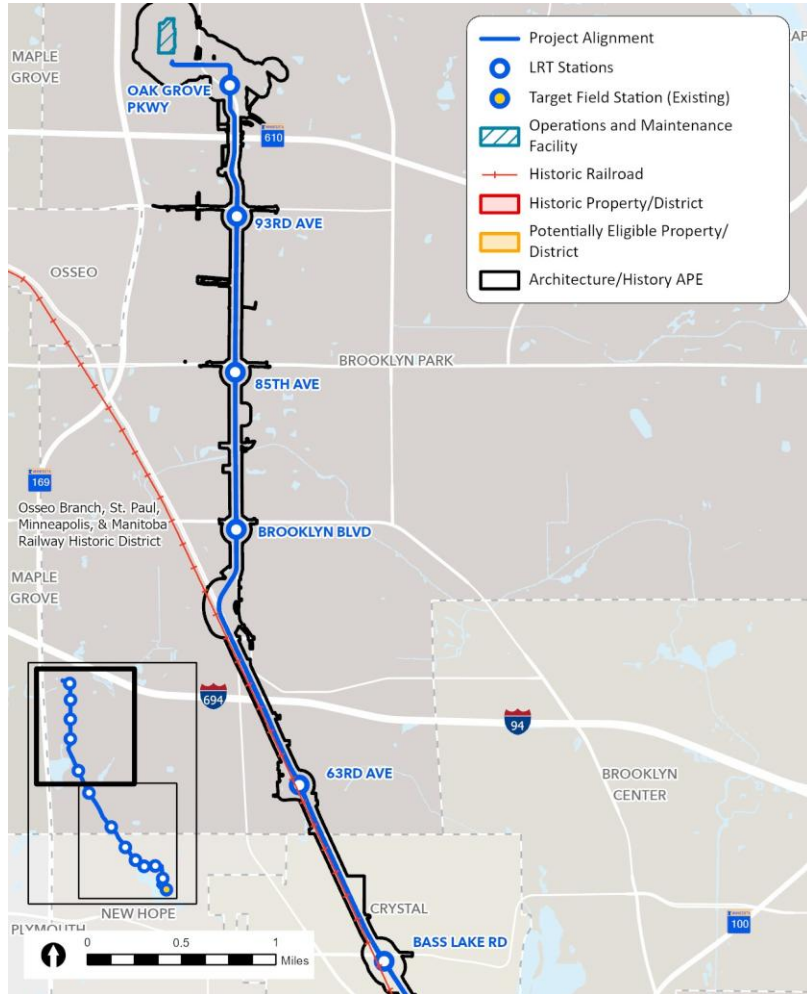 MAPLE
GROVE
OAK GROVE
PKWY
610
93RD AVE
OSSEO
BROOKLYN PARK
85TH AVE
169
Osseo Branch, St. Paul,
Minneapolis, & Manitoba
Railway Historic District
BROOKLYN BLVD
MAPLE
GROVE
694
94
63RD AVE
BROOKLYN
CENTER
NEW HOPE
CRYSTAL
PLYMOUTH
100
BASS LAKE RD
0 0.5 1
Miles
Project Alignment
LRT Stations
Target Field Station (Existing)
Operations and Maintenance
Facility
Historic Railroad
Historic Property/District
Potentially Eligible Property/
District
Architecture/History APE